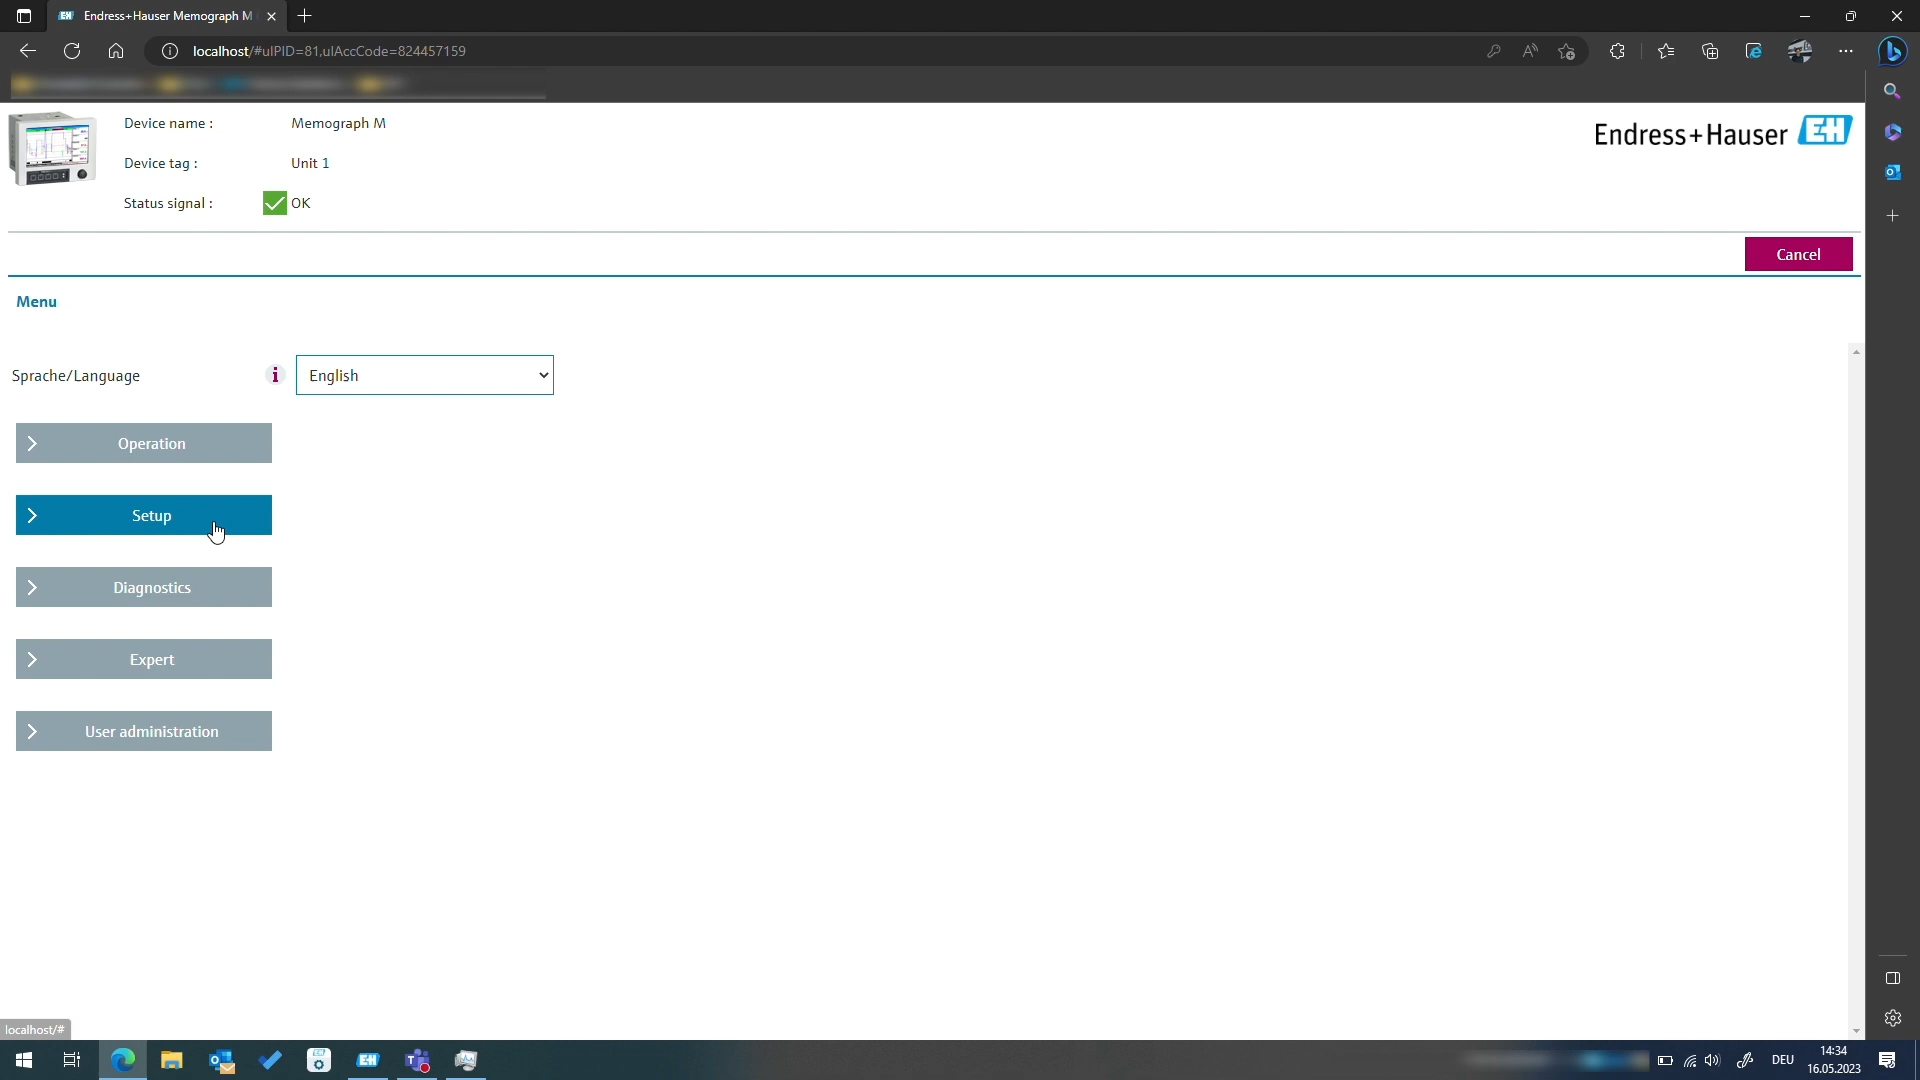 Endress+Hauser Memograph M
localhost/#ulPID=81,ulAccCode=824457159
Device name : Memograph M
Device tag : Unit 1
Status signal : OK
Endress+Hauser EH
Cancel
Menu
Sprache/Language i English
Operation
Setup
Diagnostics
Expert
User administration
localhost/#
DEU
14:34
16.05.2023